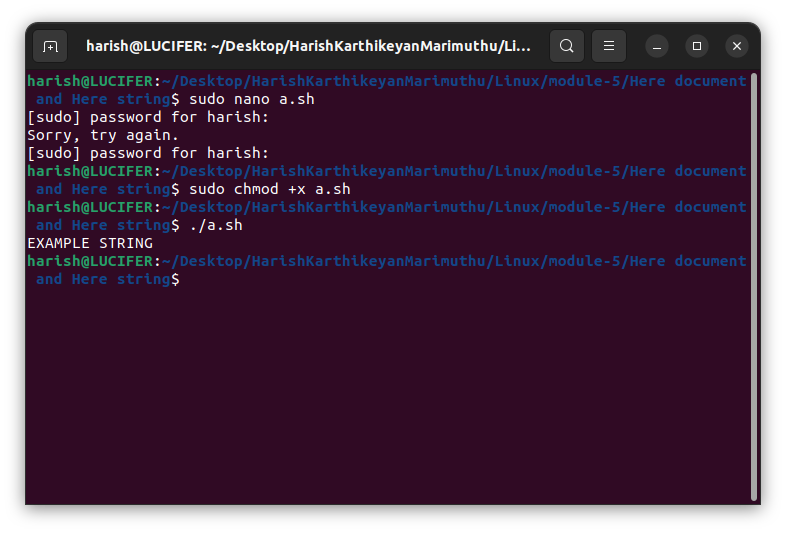 harish@LUCIFER: ~/Desktop/HarishKarthikeyanMarimuthu/Li...
harish@LUCIFER:~/Desktop/HarishKarthikeyanMarimuthu/Linux/module-5/Here document
 and Here string$ sudo nano a.sh
[sudo] password for harish:
Sorry, try again.
[sudo] password for harish:
harish@LUCIFER:~/Desktop/HarishKarthikeyanMarimuthu/Linux/module-5/Here document
 and Here string$ sudo chmod +x a.sh
harish@LUCIFER:~/Desktop/HarishKarthikeyanMarimuthu/Linux/module-5/Here document
 and Here string$ ./a.sh
EXAMPLE STRING
harish@LUCIFER:~/Desktop/HarishKarthikeyanMarimuthu/Linux/module-5/Here document
 and Here string$